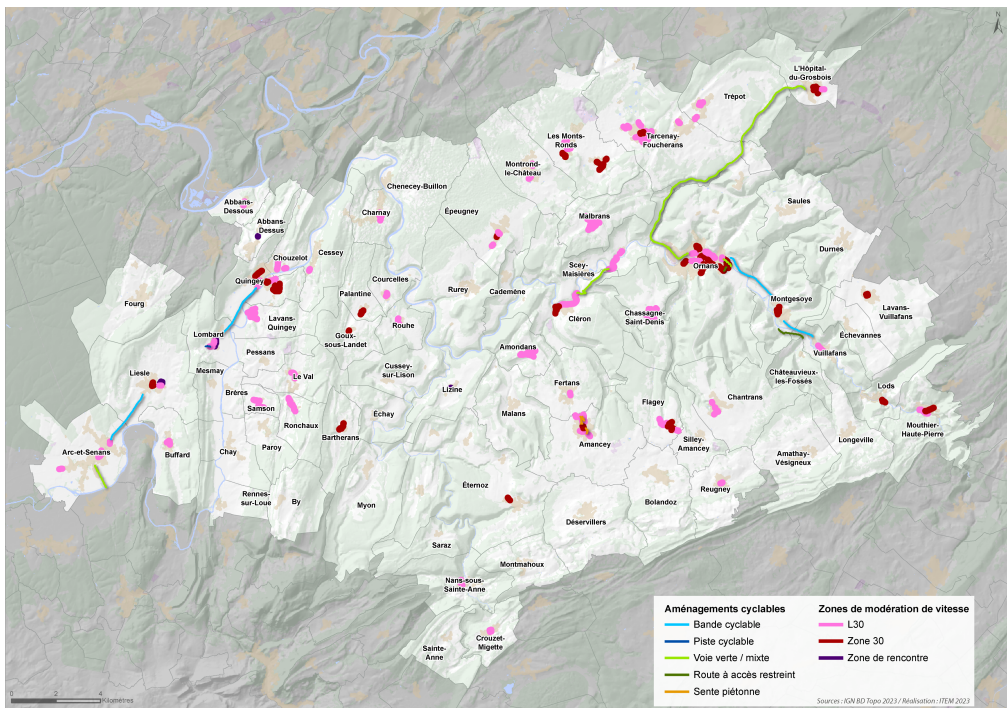 N
L'Hôpital-
du-Grosbois
Trépot
Les Monts-
Ronds
Tarcenay-
Foucherans
Montrond-
le-Château
Chenecey-Buillon
Abbans-
Dessous
Abbans-
Dessus
Charnay
Épeugney
Malbrans
Saules
Durnes
Cessey
Chouzelot
Scey-
Maisières
Ornans
Quingey
Courcelles
Palantine
Rurey
Cademène
Montgesoye
Lavans-
Vuillafans
Fourg
Lavans-
Quingey
Rouhe
Cléron
Chassagne-
Saint-Denis
Échevannes
Lombard
Goux-
sous-Landet
Amondans
Vuillafans
Pessans
Mesmay
Cussey-
sur-Lison
Châteauvieux-
les-Fossés
Liesle
Le Val
Lizine
Fertans
Lods
Brères
Samson
Ronchaux
Échay
Malans
Flagey
Chantrans
Mouthier-
Haute-Pierre
Bartherans
Silley-
Amancey
Longeville
Arc-et-Senans
Buffard
Chay
Paroy
Amancey
Amathay-
Vésigneux
Éternoz
Reugney
Rennes-
sur-Loue
By
Myon
Bolandoz
Déservillers
Saraz
Montmahoux
Nans-sous-
Sainte-Anne
Crouzet-
Migette
Sainte-
Anne
Aménagements cyclables
Bande cyclable
Piste cyclable
Voie verte / mixte
Route à accès restreint
Sente piétonne
Zones de modération de vitesse
L30
Zone 30
Zone de rencontre
0 2 4
Kilomètres
Sources : IGN BD Topo 2023 / Réalisation : ITEM 2023